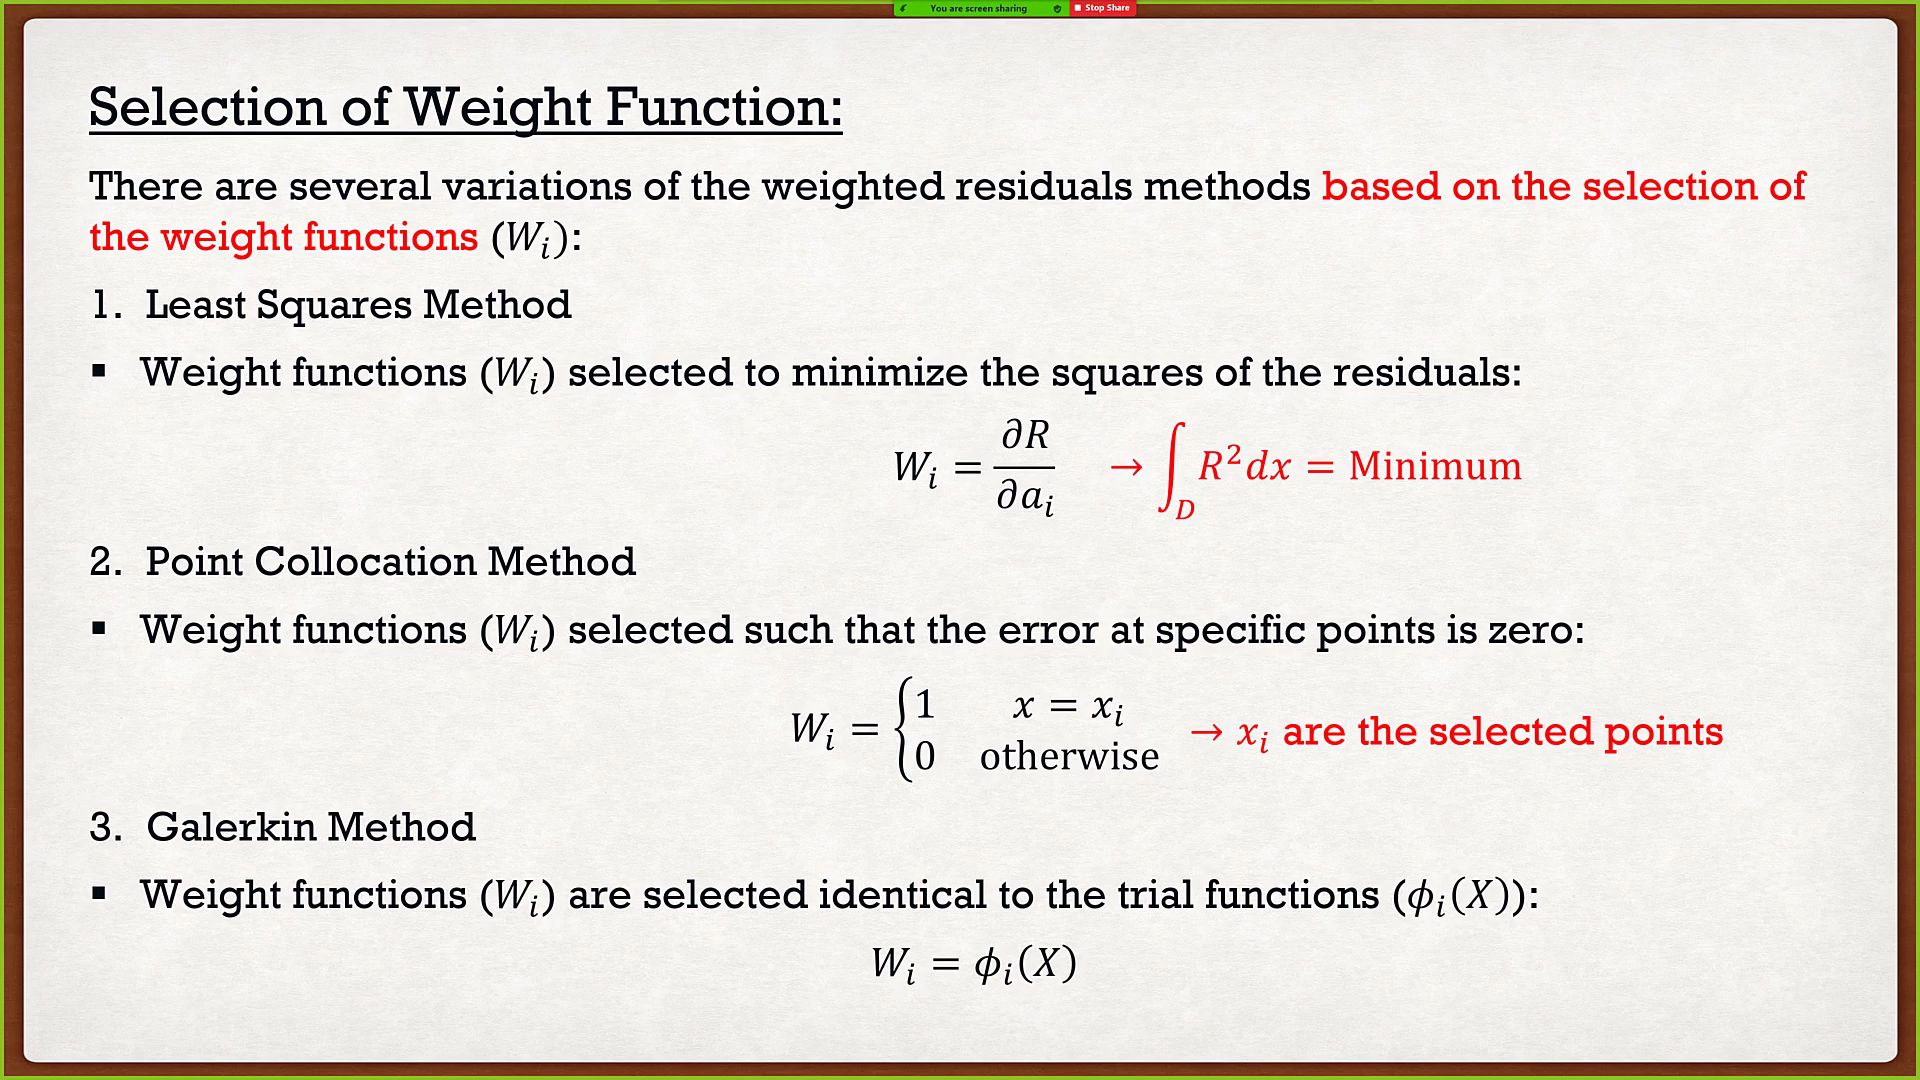 You are screen sharing Stop Share
Selection of Weight Function:
There are several variations of the weighted residuals methods based on the selection of
the weight functions (W_i):
1. Least Squares Method
▪ Weight functions (W_i) selected to minimize the squares of the residuals:
W_i = ∂R/∂a_i → ∫_D R² dx = Minimum
2. Point Collocation Method
▪ Weight functions (W_i) selected such that the error at specific points is zero:
W_i = { 1 x = x_i
0 otherwise → x_i are the selected points
3. Galerkin Method
▪ Weight functions (W_i) are selected identical to the trial functions (ϕ_i(X)):
W_i = ϕ_i(X)